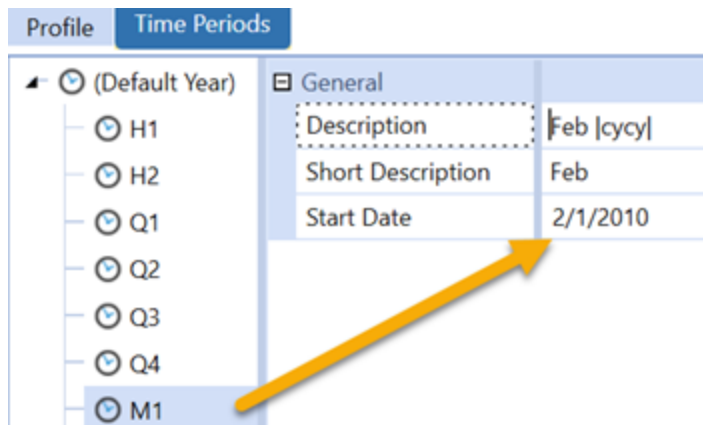 Profile Time Periods
(Default Year)
H1
H2
Q1
Q2
Q3
Q4
M1
General
Description Feb |cycy|
Short Description Feb
Start Date 2/1/2010